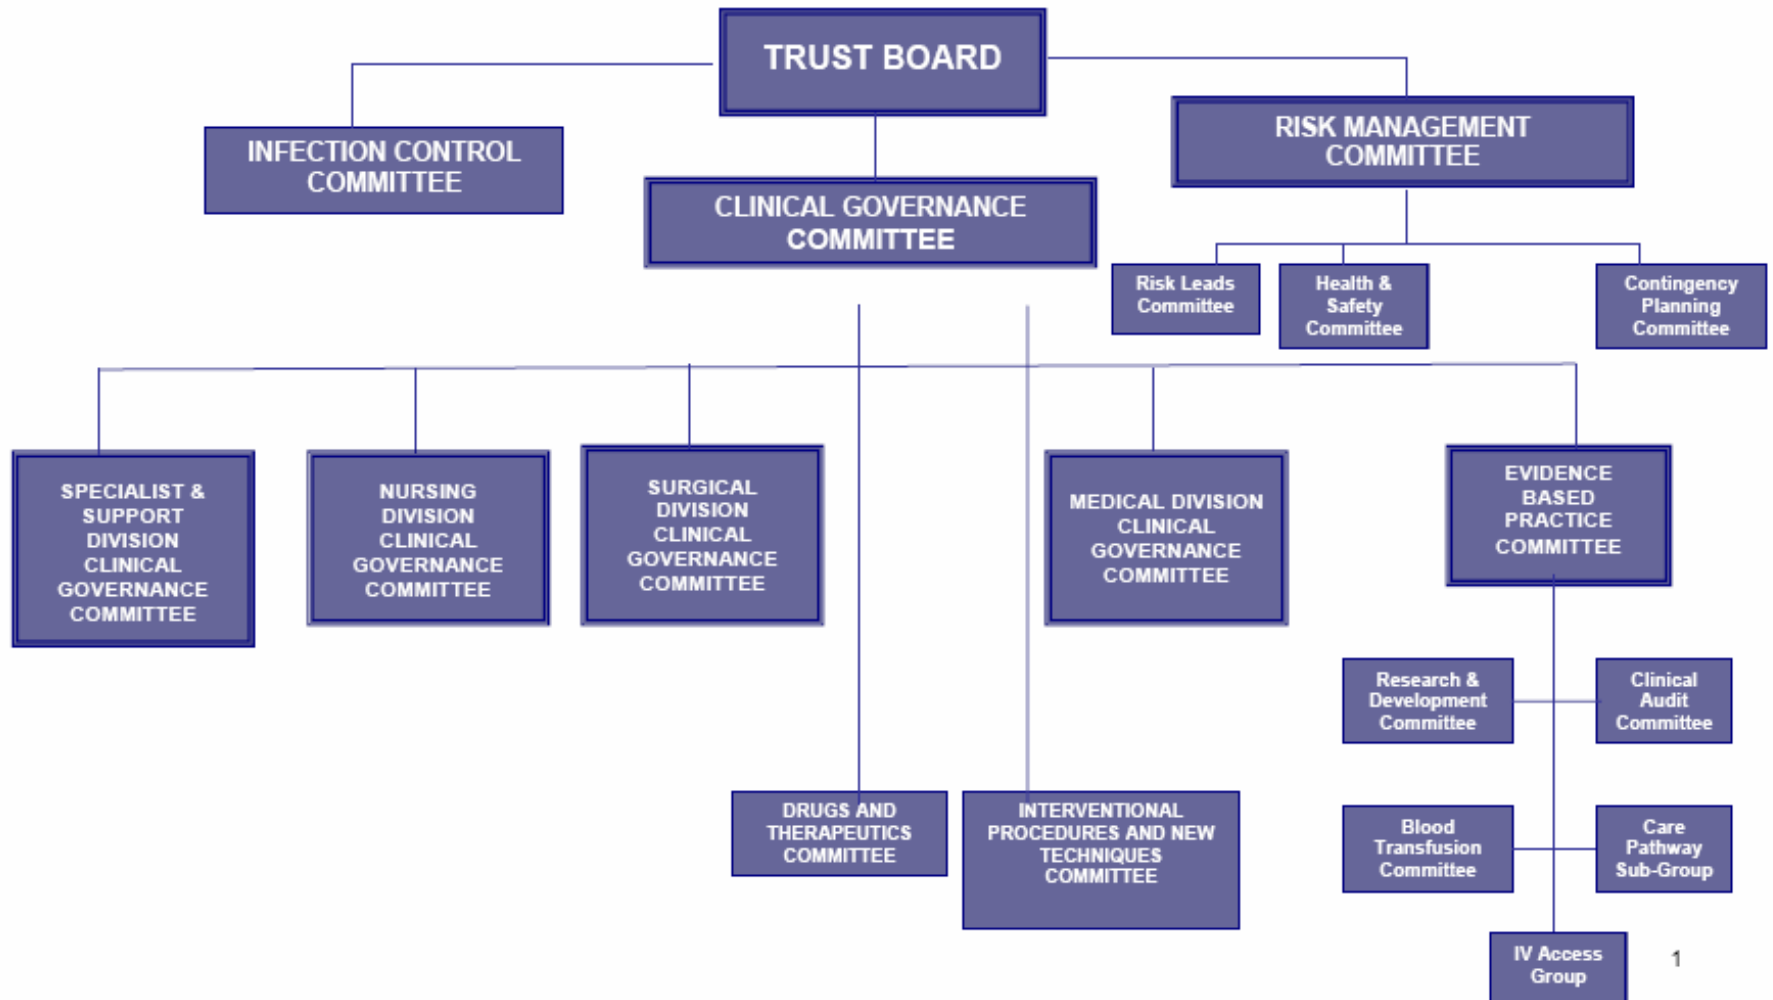 TRUST BOARD
INFECTION CONTROL
COMMITTEE
RISK MANAGEMENT
COMMITTEE
CLINICAL GOVERNANCE
COMMITTEE
Risk Leads
Committee
Health &
Safety
Committee
Contingency
Planning
Committee
SPECIALIST &
SUPPORT
DIVISION
CLINICAL
GOVERNANCE
COMMITTEE
NURSING
DIVISION
CLINICAL
GOVERNANCE
COMMITTEE
SURGICAL
DIVISION
CLINICAL
GOVERNANCE
COMMITTEE
MEDICAL DIVISION
CLINICAL
GOVERNANCE
COMMITTEE
EVIDENCE
BASED
PRACTICE
COMMITTEE
Research &
Development
Committee
Clinical
Audit
Committee
DRUGS AND
THERAPEUTICS
COMMITTEE
INTERVENTIONAL
PROCEDURES AND NEW
TECHNIQUES
COMMITTEE
Blood
Transfusion
Committee
Care
Pathway
Sub-Group
IV Access
Group
1